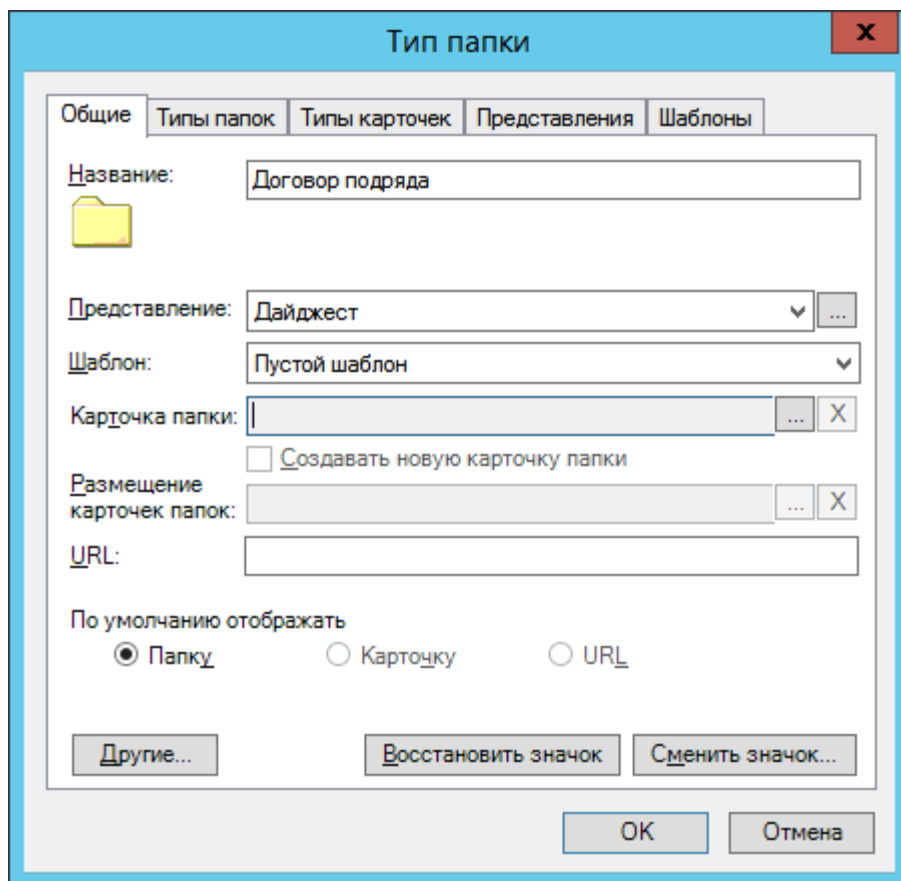 Тип папки
x
Общие Типы папок Типы карточек Представления Шаблоны
Название: Договор подряда
Представление: Дайджест ...
Шаблон: Пустой шаблон
Карточка папки: ... X
Создавать новую карточку папки
Размещение
карточек папок: ... X
URL:
По умолчанию отображать
Папку Карточку URL
Другие... Восстановить значок Сменить значок...
OK Отмена